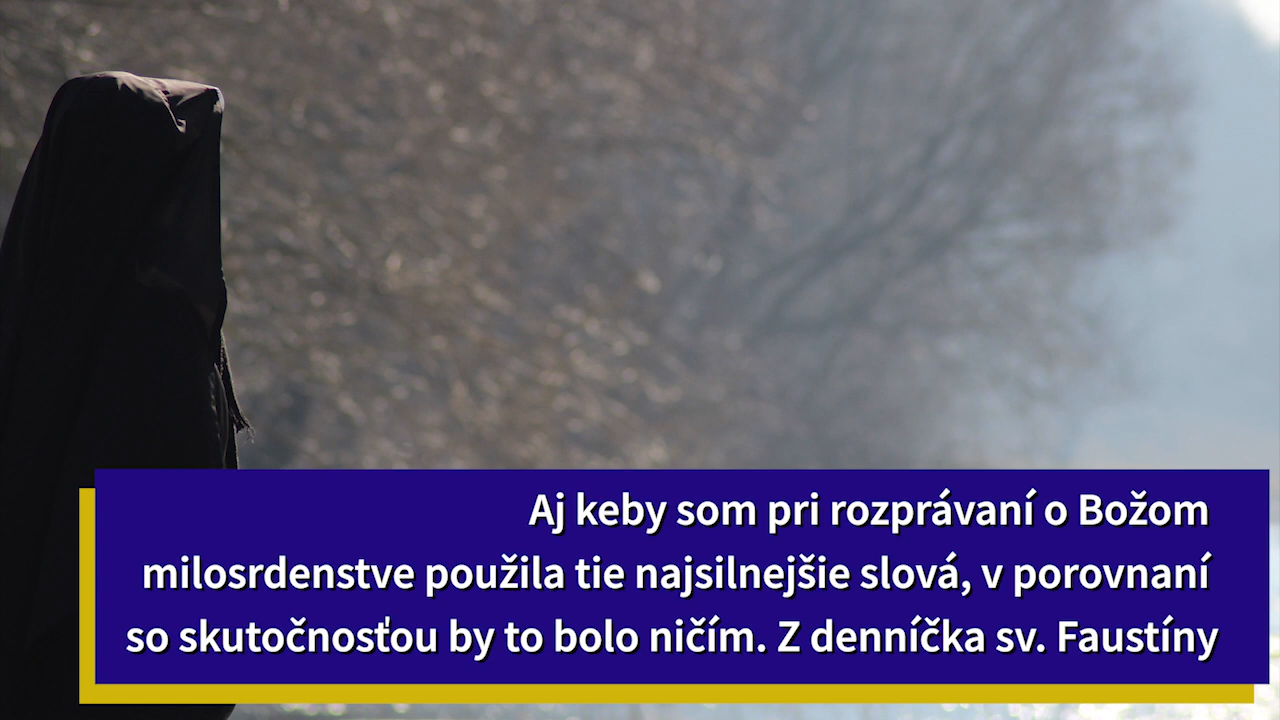 Aj keby som pri rozprávaní o Božom
milosrdenstve použila tie najsilnejšie slová, v porovnaní
so skutočnosťou by to bolo ničím. Z denníčka sv. Faustíny